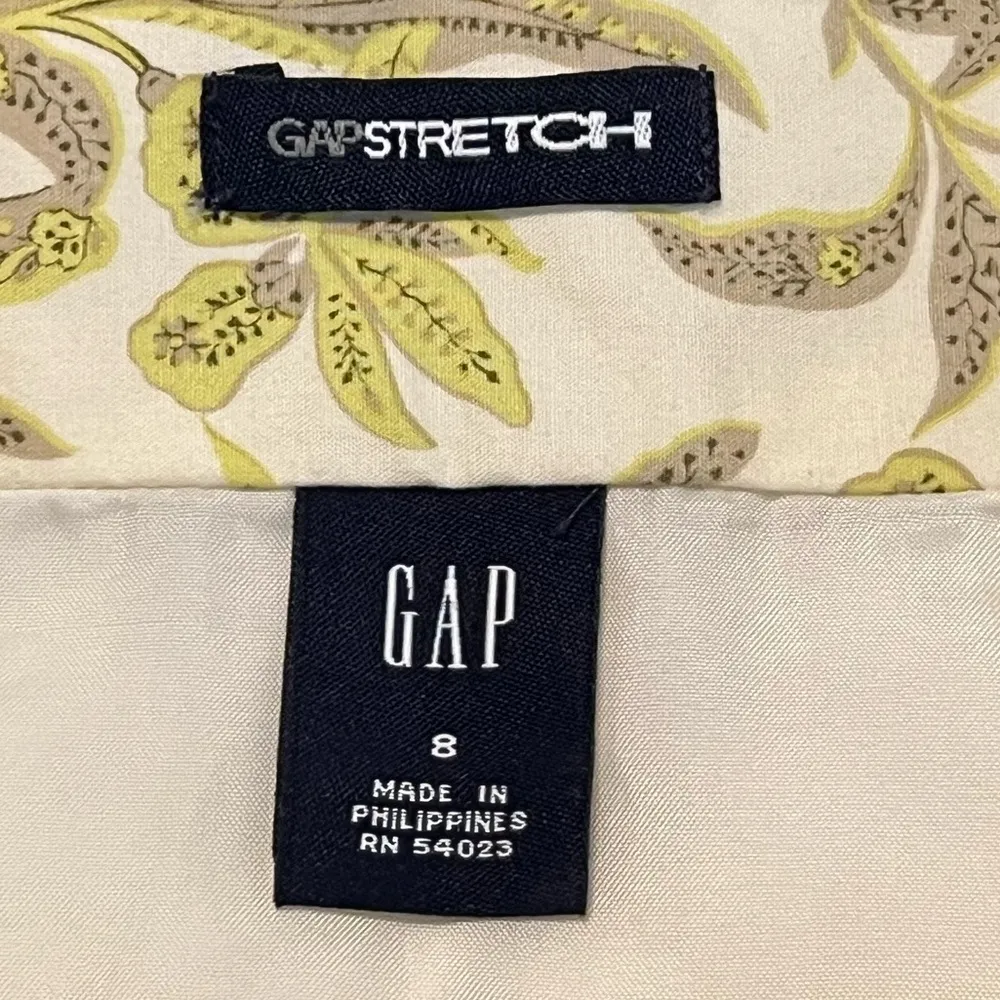 GAPSTRETCH
GAP
8
MADE IN
PHILIPPINES
RN 54023